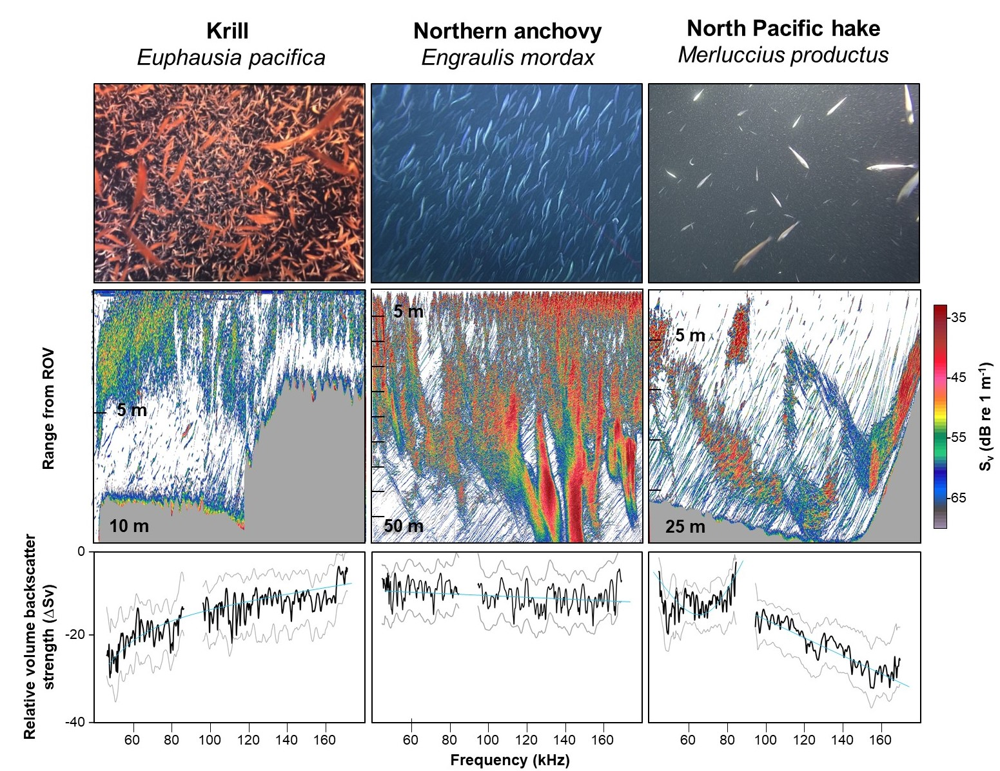 Krill
Euphausia pacifica
Northern anchovy
Engraulis mordax
North Pacific hake
Merluccius productus
Range from ROV
5 m
10 m
5 m
50 m
5 m
25 m
-35
-45
-55
-65
Sv (dB re 1 m-1)
Relative volume backscatter
strength (ΔSv)
0
-20
-40
60 80 100 120 140 160
60 80 100 120 140 160
60 80 100 120 140 160
Frequency (kHz)